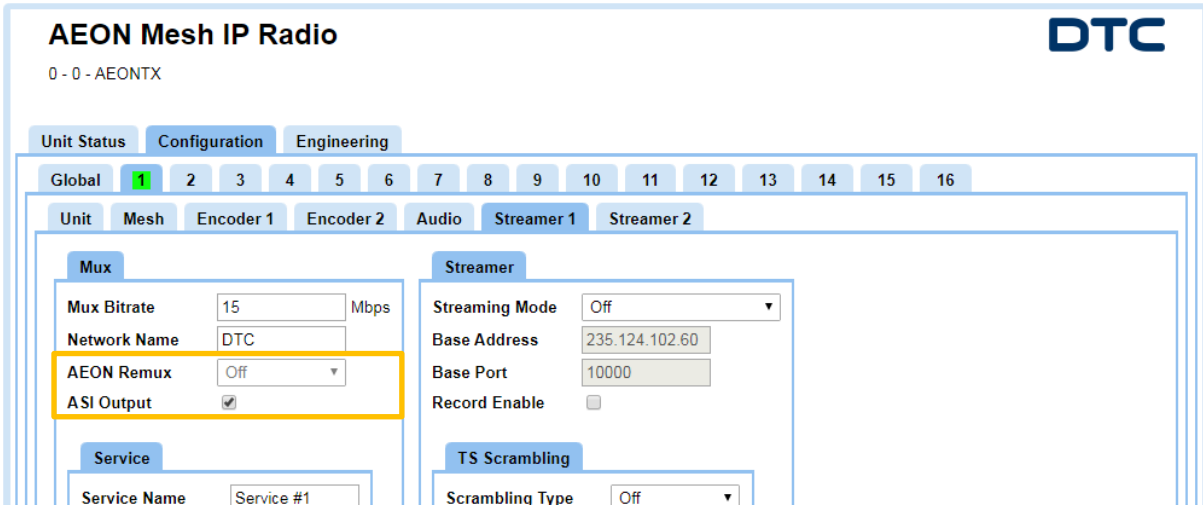 AEON Mesh IP Radio
DTC
0 - 0 - AEONTX
Unit Status Configuration Engineering
Global 1 2 3 4 5 6 7 8 9 10 11 12 13 14 15 16
Unit Mesh Encoder 1 Encoder 2 Audio Streamer 1 Streamer 2
Mux
Mux Bitrate 15 Mbps
Network Name DTC
AEON Remux Off
ASI Output
Service
Service Name Service #1
Streamer
Streaming Mode Off
Base Address 235.124.102.60
Base Port 10000
Record Enable
TS Scrambling
Scrambling Type Off